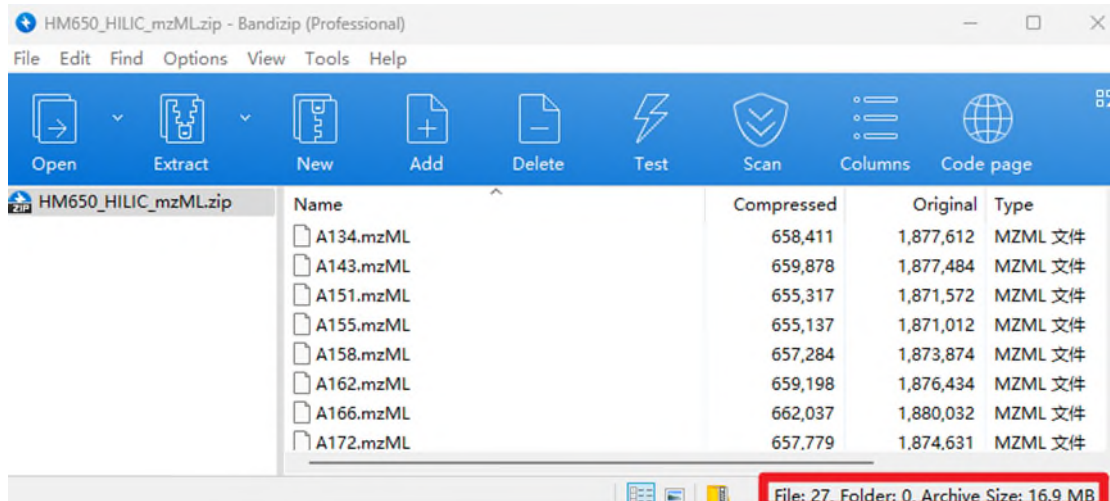 HM650_HILIC_mzML.zip - Bandizip (Professional)
File Edit Find Options View Tools Help
Open Extract New Add Delete Test Scan Columns Code page
HM650_HILIC_mzML.zip
Name Compressed Original Type
A134.mzML 658,411 1,877,612 MZML 文件
A143.mzML 659,878 1,877,484 MZML 文件
A151.mzML 655,317 1,871,572 MZML 文件
A155.mzML 655,137 1,871,012 MZML 文件
A158.mzML 657,284 1,873,874 MZML 文件
A162.mzML 659,198 1,876,434 MZML 文件
A166.mzML 662,037 1,880,032 MZML 文件
A172.mzML 657,779 1,874,631 MZML 文件
File: 27, Folder: 0, Archive Size: 16.9 MB